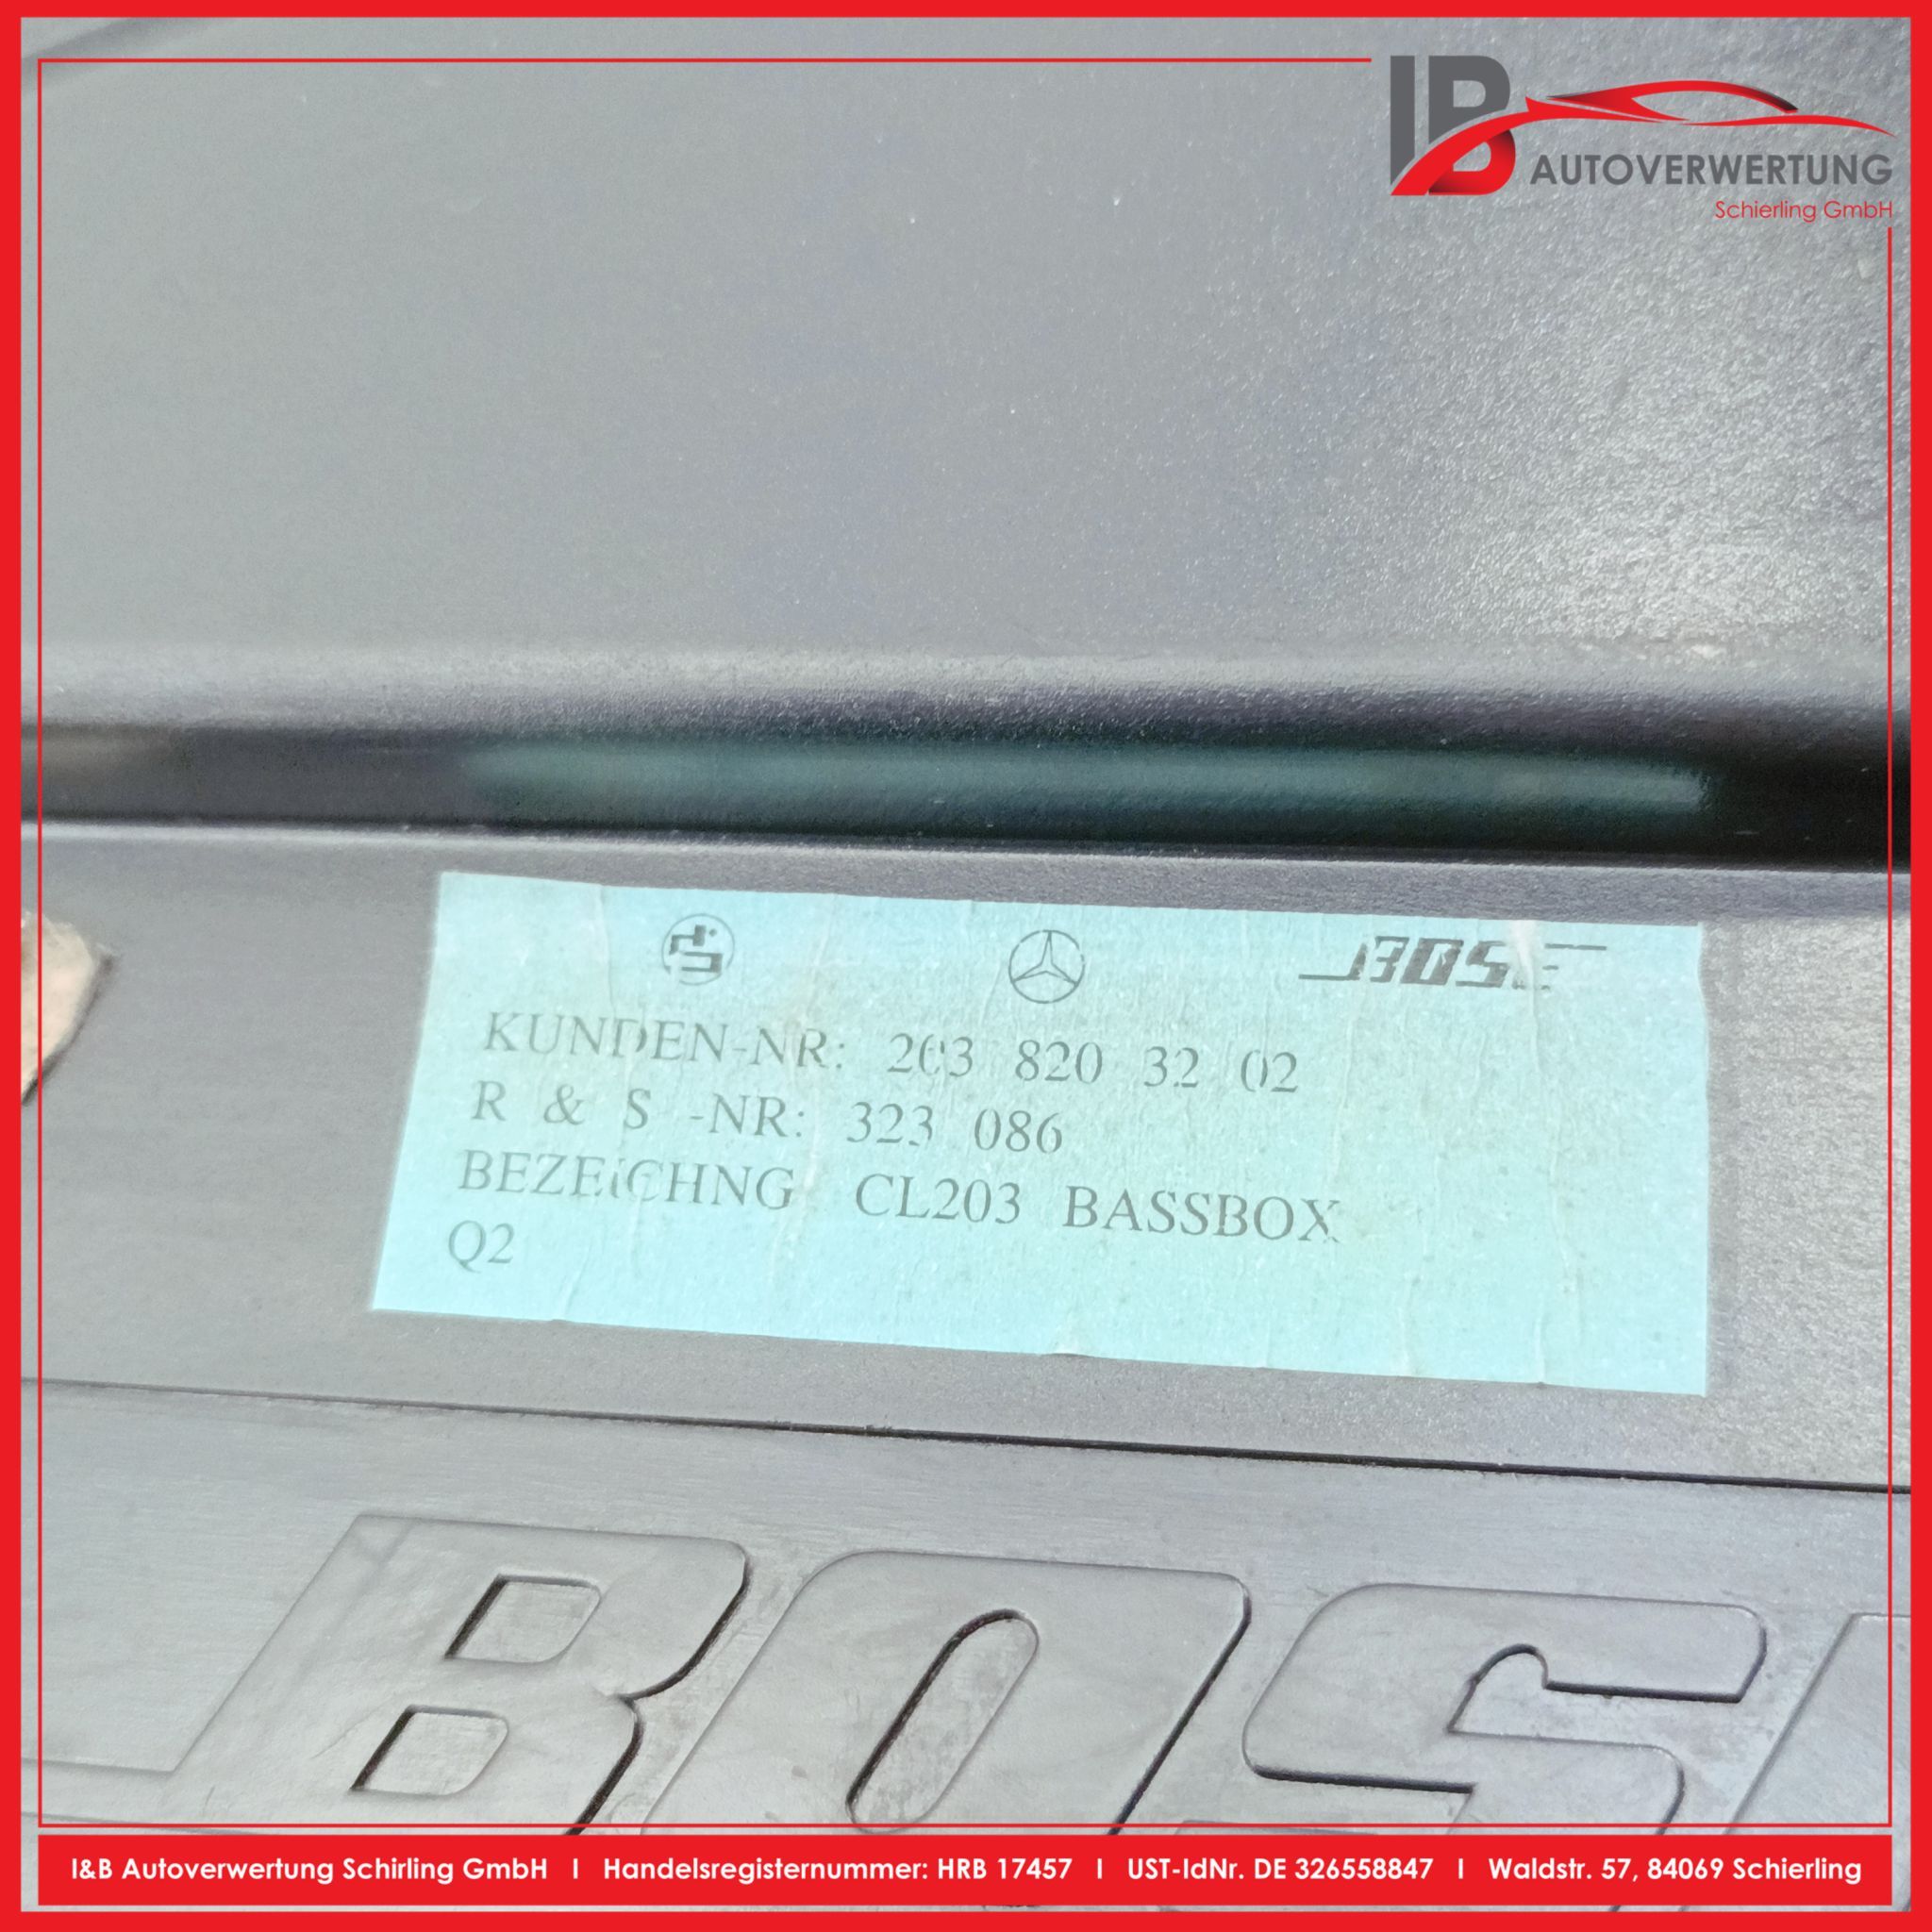 IB
AUTOVERWERTUNG
Schierling GmbH
BOSE
KUNDEN-NR: 203 820 32 02
R & S -NR: 323 086
BEZEICHNG CL203 BASSBOX
Q2
BOS
I&B Autoverwertung Schirling GmbH I Handelsregisternummer: HRB 17457 I UST-IdNr. DE 326558847 I Waldstr. 57, 84069 Schierling